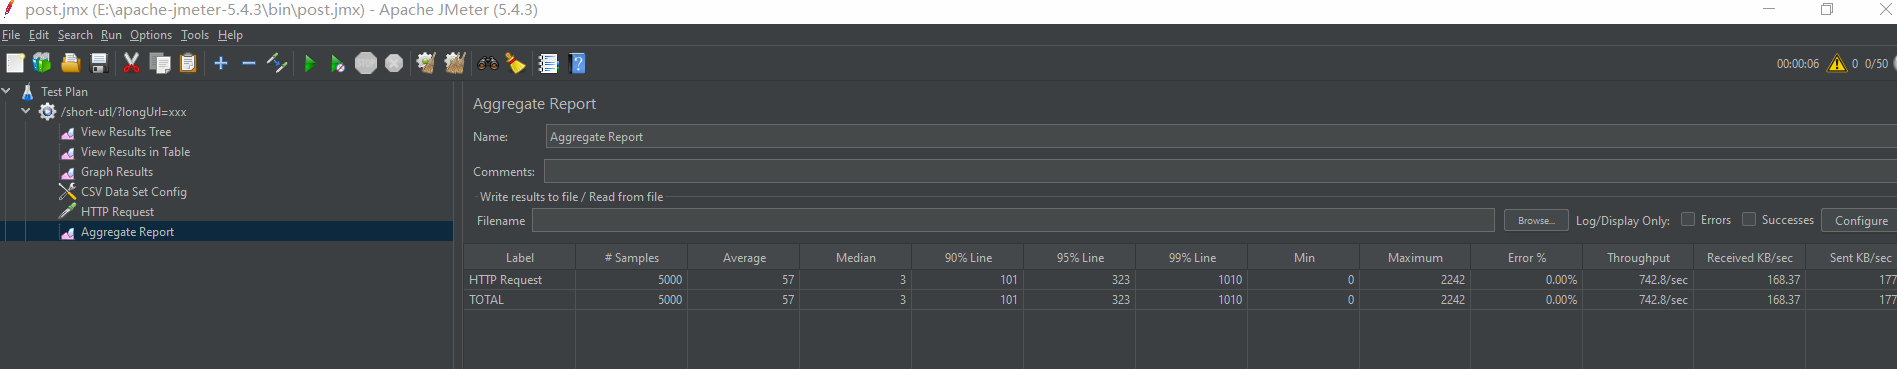 post.jmx (E:\apache-jmeter-5.4.3\bin\post.jmx) - Apache JMeter (5.4.3)
File Edit Search Run Options Tools Help
STOP
00:00:06 0 0/50
Test Plan
/short-utl/?longUrl=xxx
View Results Tree
View Results in Table
Graph Results
CSV Data Set Config
HTTP Request
Aggregate Report
Aggregate Report
Name: Aggregate Report
Comments:
Write results to file / Read from file
Filename Browse... Log/Display Only: Errors Successes Configure
Label # Samples Average Median 90% Line 95% Line 99% Line Min Maximum Error % Throughput Received KB/sec Sent KB/sec
HTTP Request 5000 57 3 101 323 1010 0 2242 0.00% 742.8/sec 168.37 177
TOTAL 5000 57 3 101 323 1010 0 2242 0.00% 742.8/sec 168.37 177